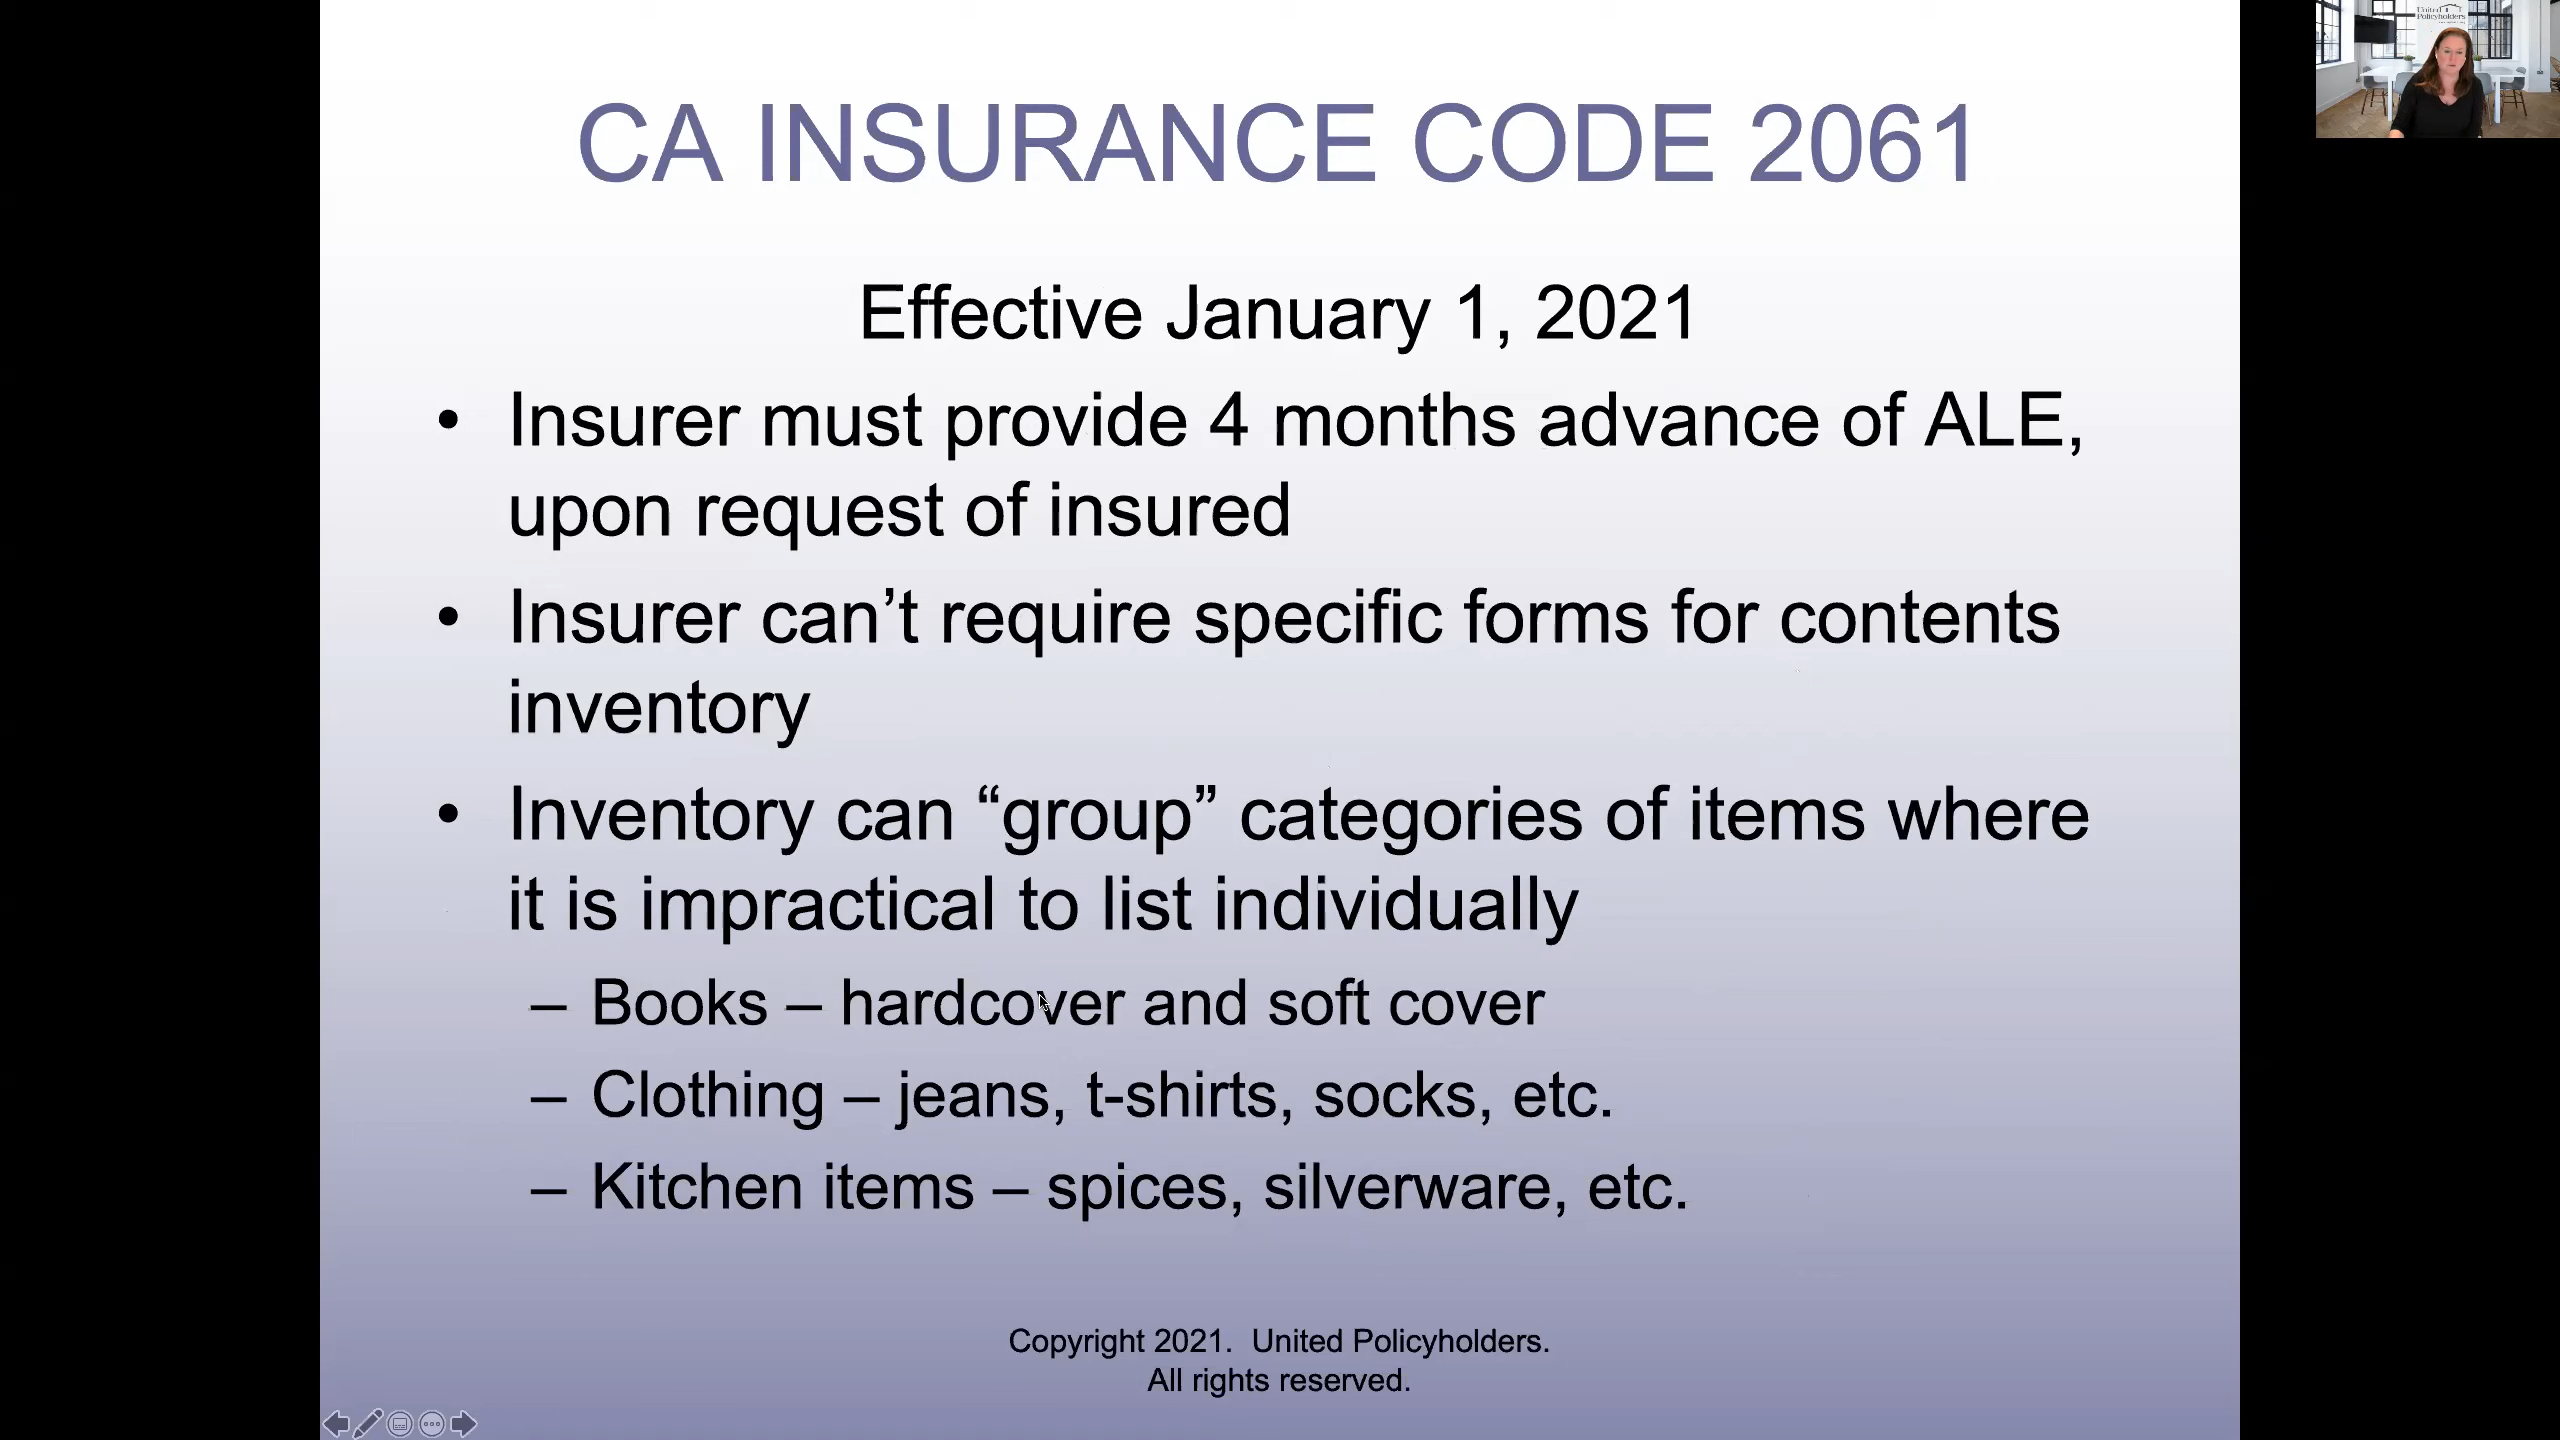 CA INSURANCE CODE 2061
Effective January 1, 2021
• Insurer must provide 4 months advance of ALE,
upon request of insured
• Insurer can’t require specific forms for contents
inventory
• Inventory can “group” categories of items where
it is impractical to list individually
– Books – hardcover and soft cover
– Clothing – jeans, t-shirts, socks, etc.
– Kitchen items – spices, silverware, etc.
Copyright 2021.  United Policyholders.
All rights reserved.
United
Policyholders